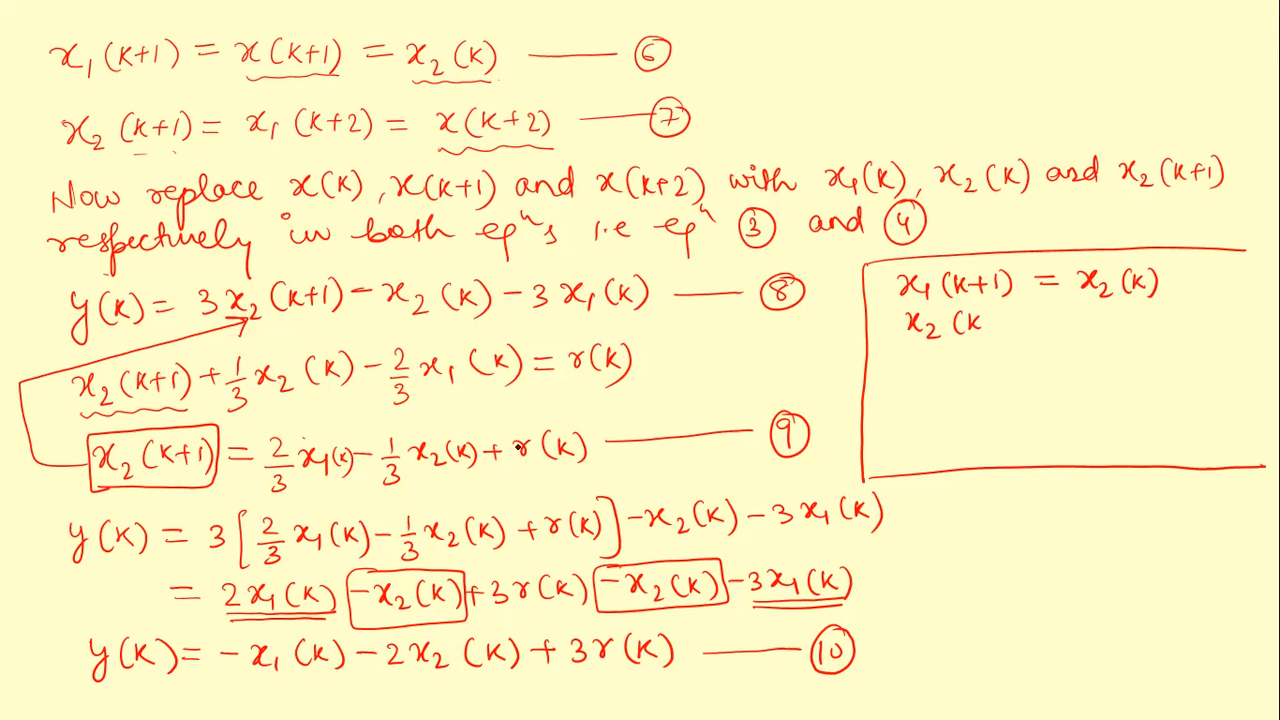 x₁(k+1) = x(k+1) = x₂(k) —— ⑥
x₂(k+1) = x₁(k+2) = x(k+2) —— ⑦
Now replace x(k), x(k+1) and x(k+2) with x₁(k), x₂(k) and x₂(k+1)
respectively in both eqⁿs i.e eqⁿ ③ and ④
y(k) = 3x₂(k+1) - x₂(k) - 3x₁(k) —— ⑧
x₂(k+1) + 1/3 x₂(k) - 2/3 x₁(k) = r(k)
x₂(k+1) = 2/3 x₁(k) - 1/3 x₂(k) + r(k) —— ⑨
y(k) = 3[2/3 x₁(k) - 1/3 x₂(k) + r(k)] - x₂(k) - 3x₁(k)
= 2x₁(k) - x₂(k) + 3r(k) - x₂(k) - 3x₁(k)
y(k) = -x₁(k) - 2x₂(k) + 3r(k) —— ⑩
x₁(k+1) = x₂(k)
x₂(k